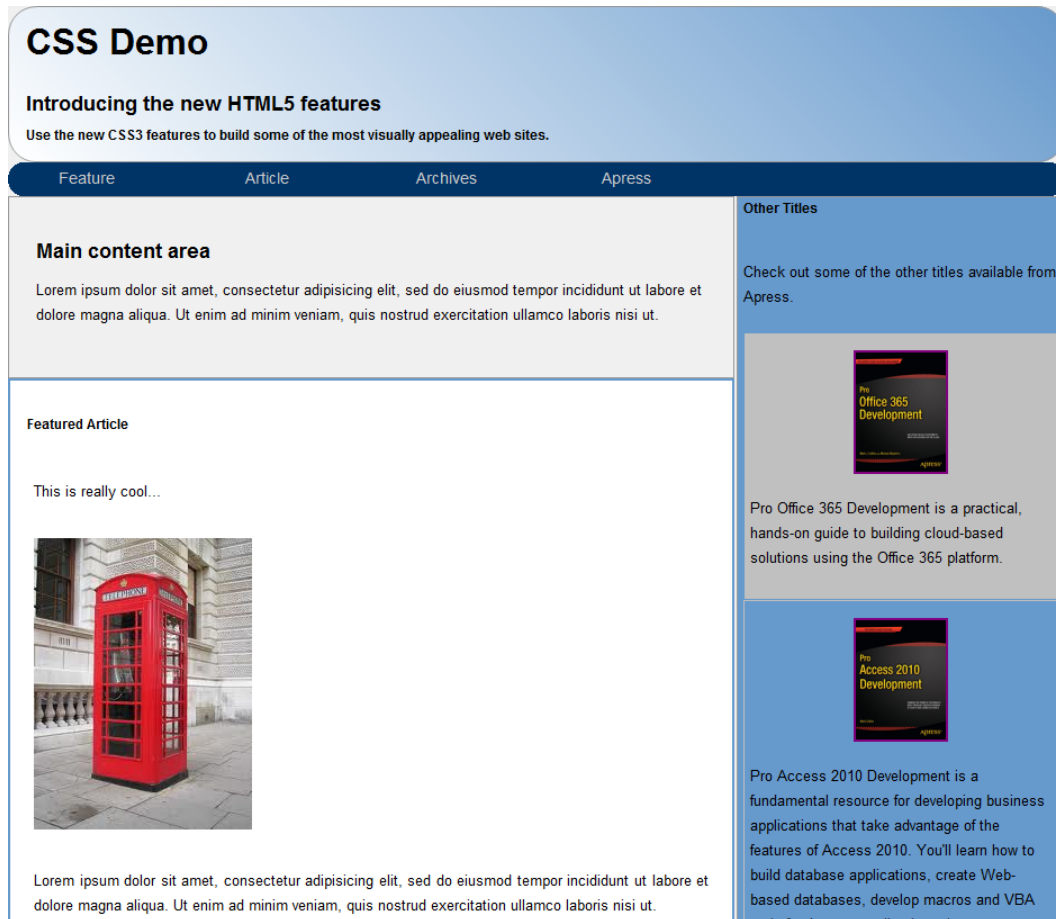 CSS Demo
Introducing the new HTML5 features
Use the new CSS3 features to build some of the most visually appealing web sites.
Feature Article Archives Apress
Main content area
Lorem ipsum dolor sit amet, consectetur adipisicing elit, sed do eiusmod tempor incididunt ut labore et
dolore magna aliqua. Ut enim ad minim veniam, quis nostrud exercitation ullamco laboris nisi ut.
Featured Article
This is really cool...
TELEPHONE
Lorem ipsum dolor sit amet, consectetur adipisicing elit, sed do eiusmod tempor incididunt ut labore et
dolore magna aliqua. Ut enim ad minim veniam, quis nostrud exercitation ullamco laboris nisi ut.
Other Titles
Check out some of the other titles available from
Apress.
Pro
Office 365
Development
Apress
Pro Office 365 Development is a practical,
hands-on guide to building cloud-based
solutions using the Office 365 platform.
Pro
Access 2010
Development
Apress
Pro Access 2010 Development is a
fundamental resource for developing business
applications that take advantage of the
features of Access 2010. You'll learn how to
build database applications, create Web-
based databases, develop macros and VBA